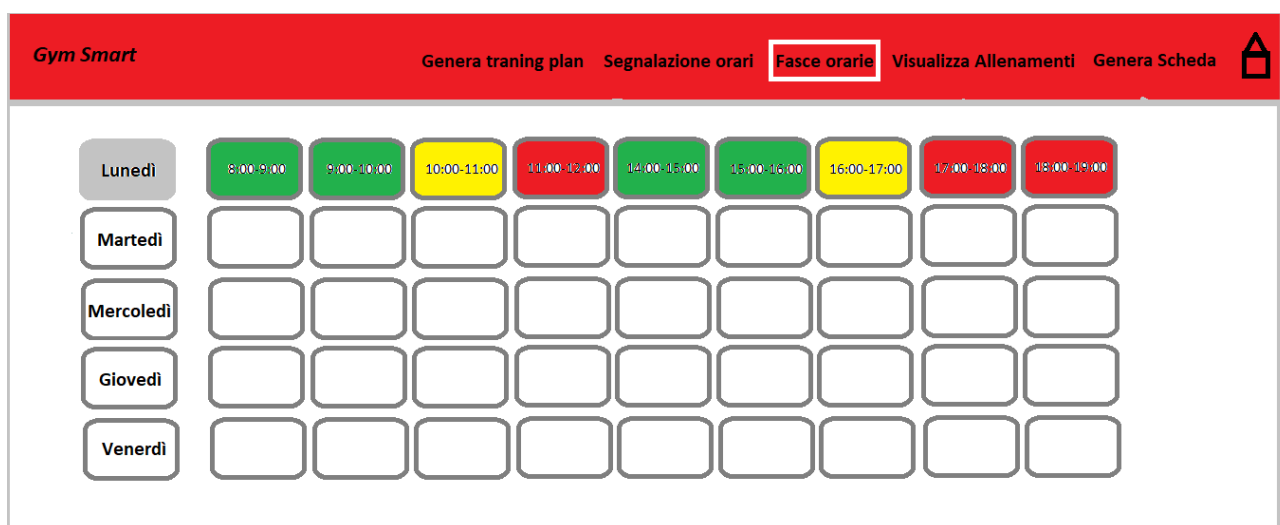 Gym Smart
Genera traning plan Segnalazione orari Fasce orarie Visualizza Allenamenti Genera Scheda
Lunedì 8:00-9:00 9:00-10:00 10:00-11:00 11:00-12:00 14:00-15:00 15:00-16:00 16:00-17:00 17:00-18:00 18:00-19:00
Martedì
Mercoledì
Giovedì
Venerdì